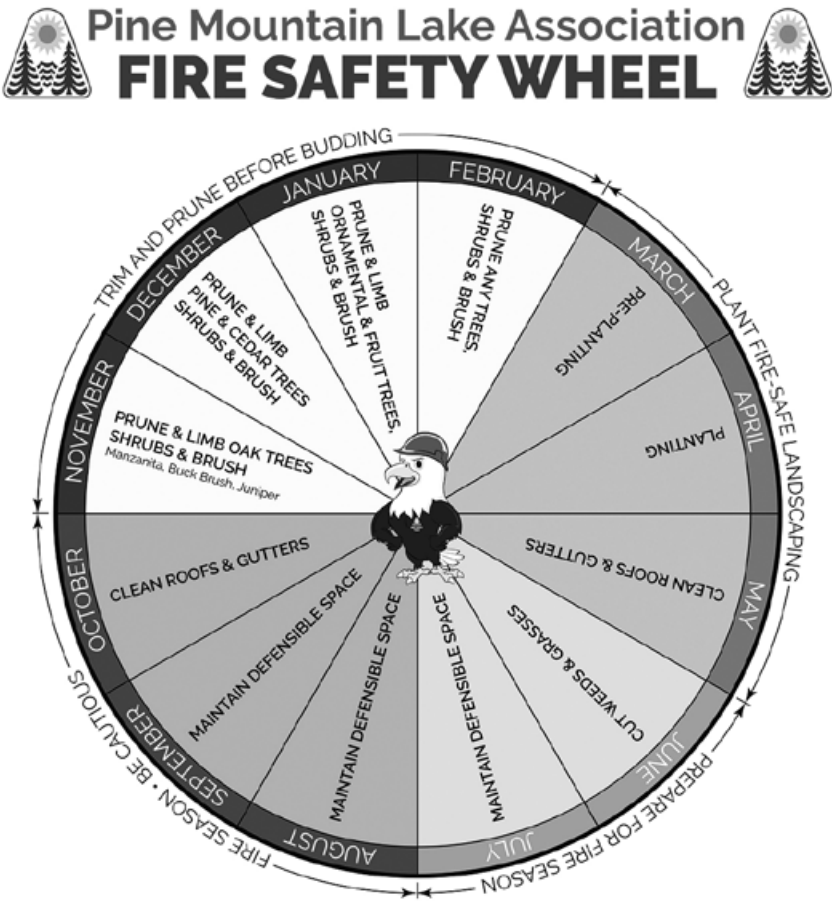 Pine Mountain Lake Association
FIRE SAFETY WHEEL
TRIM AND PRUNE BEFORE BUDDING
JANUARY
PRUNE & LIMB
ORNAMENTAL & FRUIT TREES,
SHRUBS & BRUSH
FEBRUARY
PRUNE ANY TREES,
SHRUBS & BRUSH
PLANT FIRE-SAFE LANDSCAPING
MARCH
PRE-PLANTING
APRIL
PLANTING
MAY
CLEAN ROOFS & GUTTERS
PREPARE FOR FIRE SEASON
JUNE
CUT WEEDS & GRASSES
JULY
MAINTAIN DEFENSIBLE SPACE
FIRE SEASON • BE CAUTIOUS
AUGUST
MAINTAIN DEFENSIBLE SPACE
SEPTEMBER
MAINTAIN DEFENSIBLE SPACE
OCTOBER
CLEAN ROOFS & GUTTERS
NOVEMBER
PRUNE & LIMB OAK TREES
SHRUBS & BRUSH
Manzanita, Buck Brush, Juniper
DECEMBER
PRUNE & LIMB
PINE & CEDAR TREES
SHRUBS & BRUSH